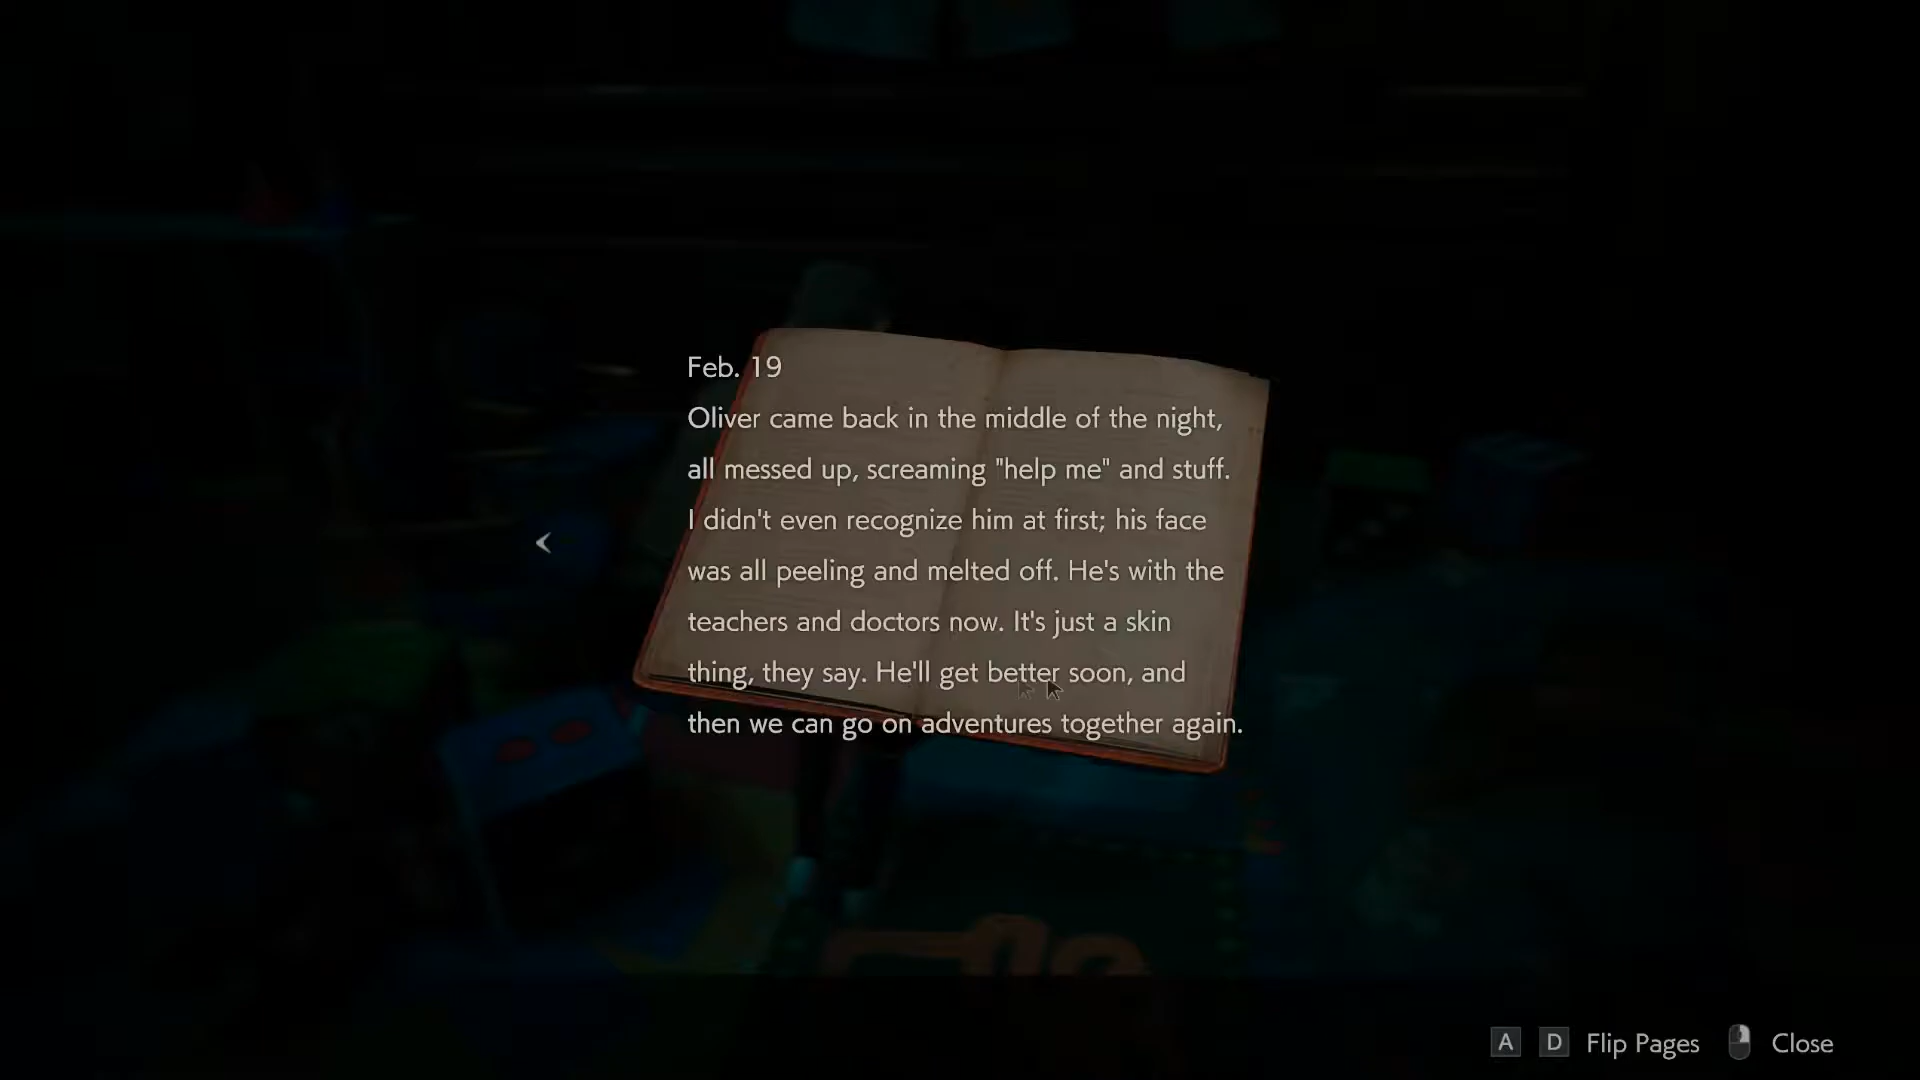 Feb. 19
Oliver came back in the middle of the night,
all messed up, screaming "help me" and stuff.
I didn't even recognize him at first; his face
was all peeling and melted off. He's with the
teachers and doctors now. It's just a skin
thing, they say. He'll get better soon, and
then we can go on adventures together again.
A D Flip Pages Close